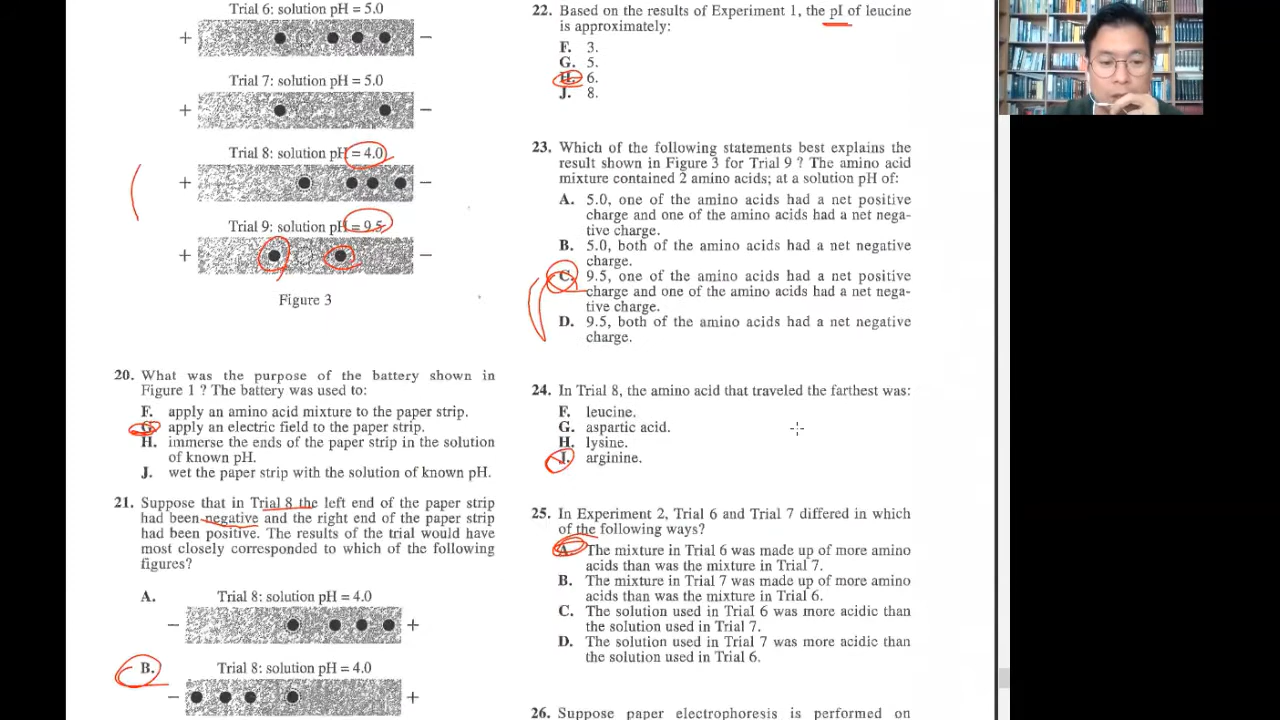 Trial 6: solution pH = 5.0
+ −
Trial 7: solution pH = 5.0
+ −
Trial 8: solution pH = 4.0
+ −
Trial 9: solution pH = 9.5
+ −
Figure 3
20. What was the purpose of the battery shown in
Figure 1 ? The battery was used to:
F. apply an amino acid mixture to the paper strip.
G. apply an electric field to the paper strip.
H. immerse the ends of the paper strip in the solution
of known pH.
J. wet the paper strip with the solution of known pH.
21. Suppose that in Trial 8 the left end of the paper strip
had been negative and the right end of the paper strip
had been positive. The results of the trial would have
most closely corresponded to which of the following
figures?
A. Trial 8: solution pH = 4.0
− +
B. Trial 8: solution pH = 4.0
− +
22. Based on the results of Experiment 1, the pI of leucine
is approximately:
F. 3.
G. 5.
H. 6.
J. 8.
23. Which of the following statements best explains the
result shown in Figure 3 for Trial 9 ? The amino acid
mixture contained 2 amino acids; at a solution pH of:
A. 5.0, one of the amino acids had a net positive
charge and one of the amino acids had a net nega-
tive charge.
B. 5.0, both of the amino acids had a net negative
charge.
C. 9.5, one of the amino acids had a net positive
charge and one of the amino acids had a net nega-
tive charge.
D. 9.5, both of the amino acids had a net negative
charge.
24. In Trial 8, the amino acid that traveled the farthest was:
F. leucine.
G. aspartic acid.
H. lysine.
J. arginine.
25. In Experiment 2, Trial 6 and Trial 7 differed in which
of the following ways?
A. The mixture in Trial 6 was made up of more amino
acids than was the mixture in Trial 7.
B. The mixture in Trial 7 was made up of more amino
acids than was the mixture in Trial 6.
C. The solution used in Trial 6 was more acidic than
the solution used in Trial 7.
D. The solution used in Trial 7 was more acidic than
the solution used in Trial 6.
26. Suppose paper electrophoresis is performed on